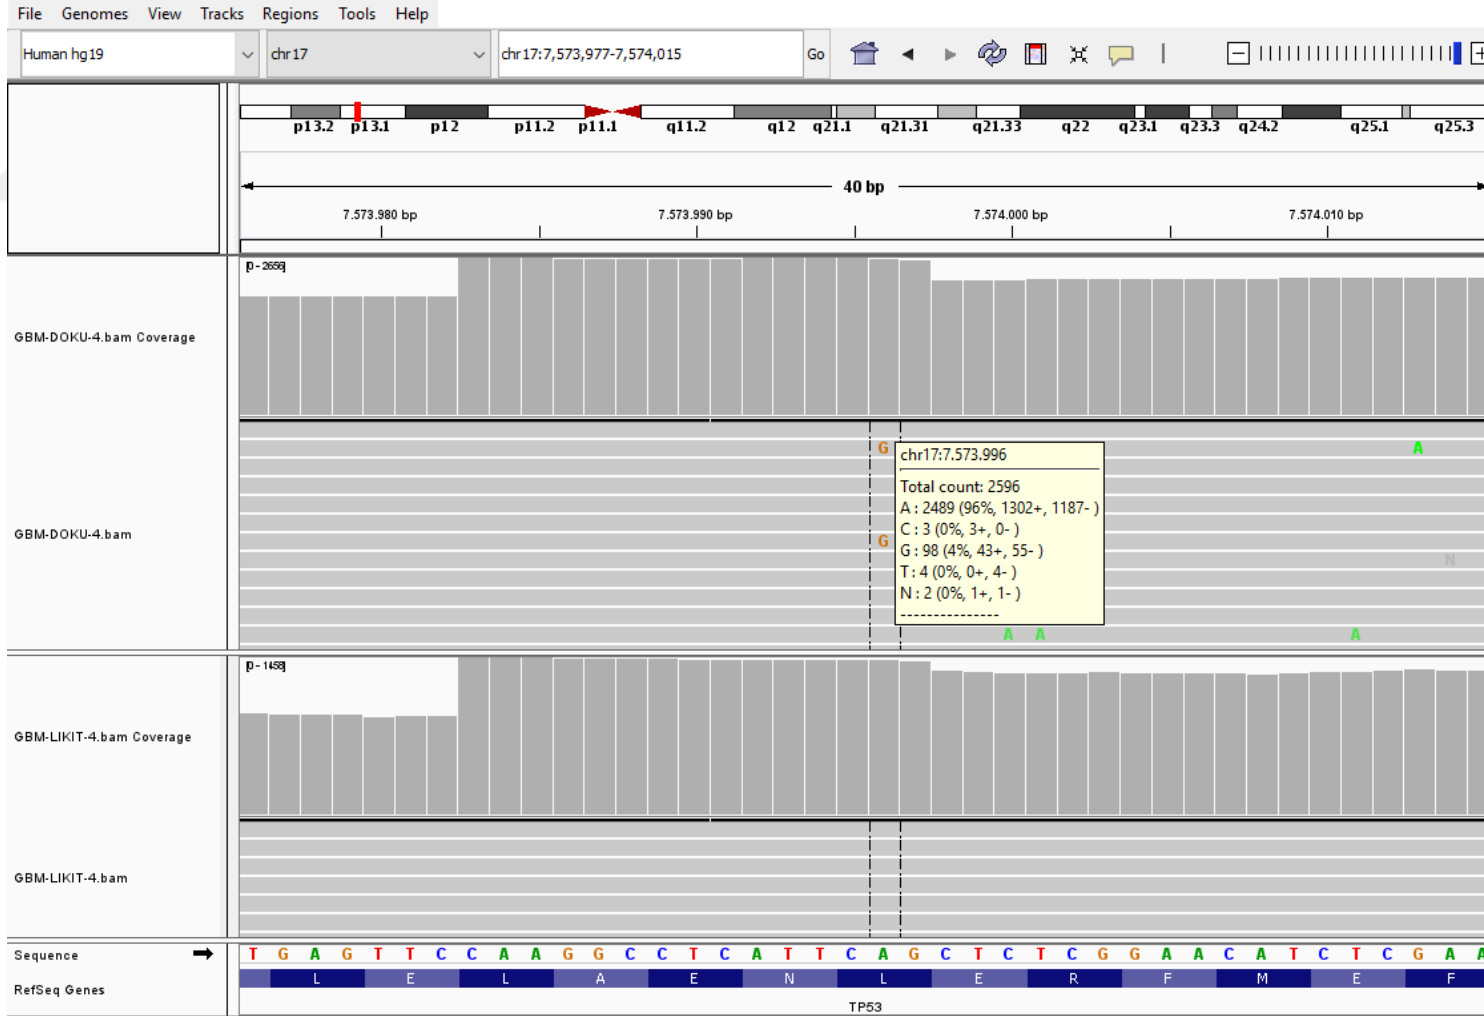 File Genomes View Tracks Regions Tools Help
Human hg19 chr17 chr17:7,573,977-7,574,015 Go
p13.2 p13.1 p12 p11.2 p11.1 q11.2 q12 q21.1 q21.31 q21.33 q22 q23.1 q23.3 q24.2 q25.1 q25.3
40 bp
7.573.980 bp 7.573.990 bp 7.574.000 bp 7.574.010 bp
[0 - 2656]
GBM-DOKU-4.bam Coverage
G A
chr17:7.573.996
Total count: 2596
A : 2489 (96%, 1302+, 1187- )
C : 3 (0%, 3+, 0- )
GBM-DOKU-4.bam
G
G : 98 (4%, 43+, 55- )
N
T : 4 (0%, 0+, 4- )
N : 2 (0%, 1+, 1- )
---------------
A A A
[0 - 1458]
GBM-LIKIT-4.bam Coverage
GBM-LIKIT-4.bam
Sequence T G A G T T C C A A G G C C T C A T T C A G C T C T C G G A A C A T C T C G A A
RefSeq Genes L E L A E N L E R F M E F
TP53